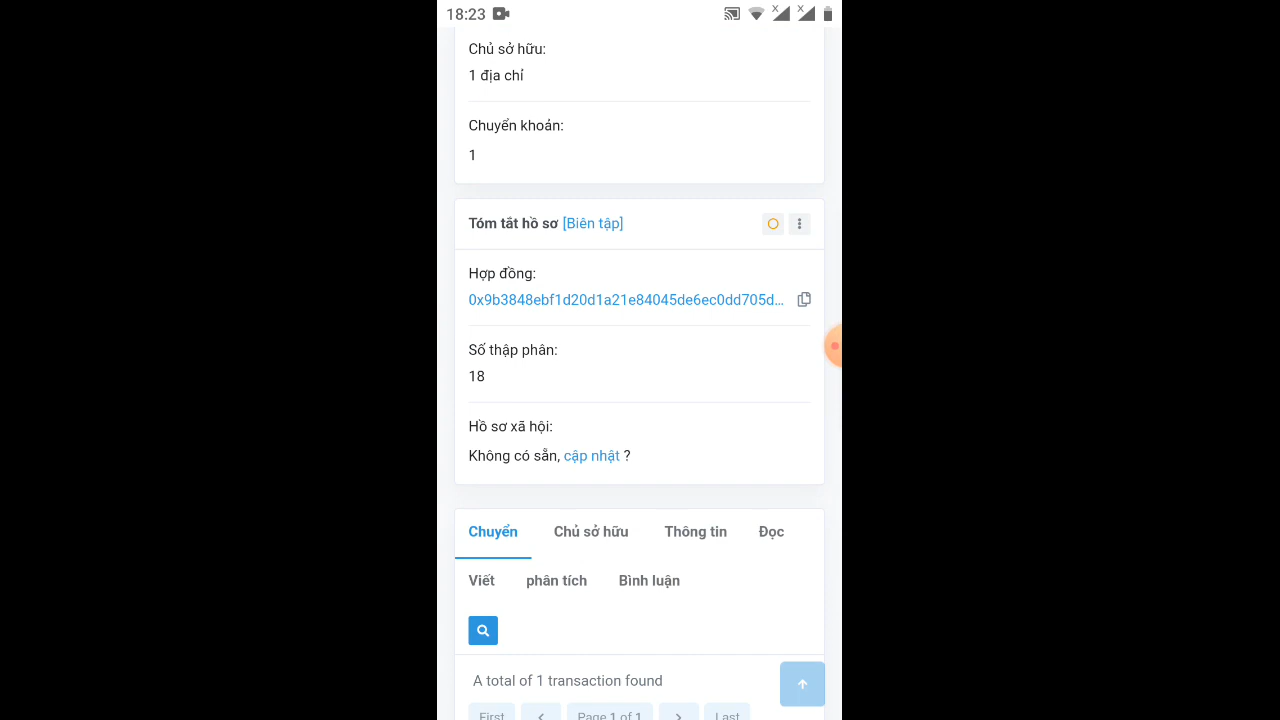 18:23
Chủ sở hữu:
1 địa chỉ
Chuyển khoản:
1
Tóm tắt hồ sơ [Biên tập]
Hợp đồng:
0x9b3848ebf1d20d1a21e84045de6ec0dd705d...
Số thập phân:
18
Hồ sơ xã hội:
Không có sẵn, cập nhật ?
Chuyển Chủ sở hữu Thông tin Đọc
Viết phân tích Bình luận
A total of 1 transaction found
First Page 1 of 1 Last